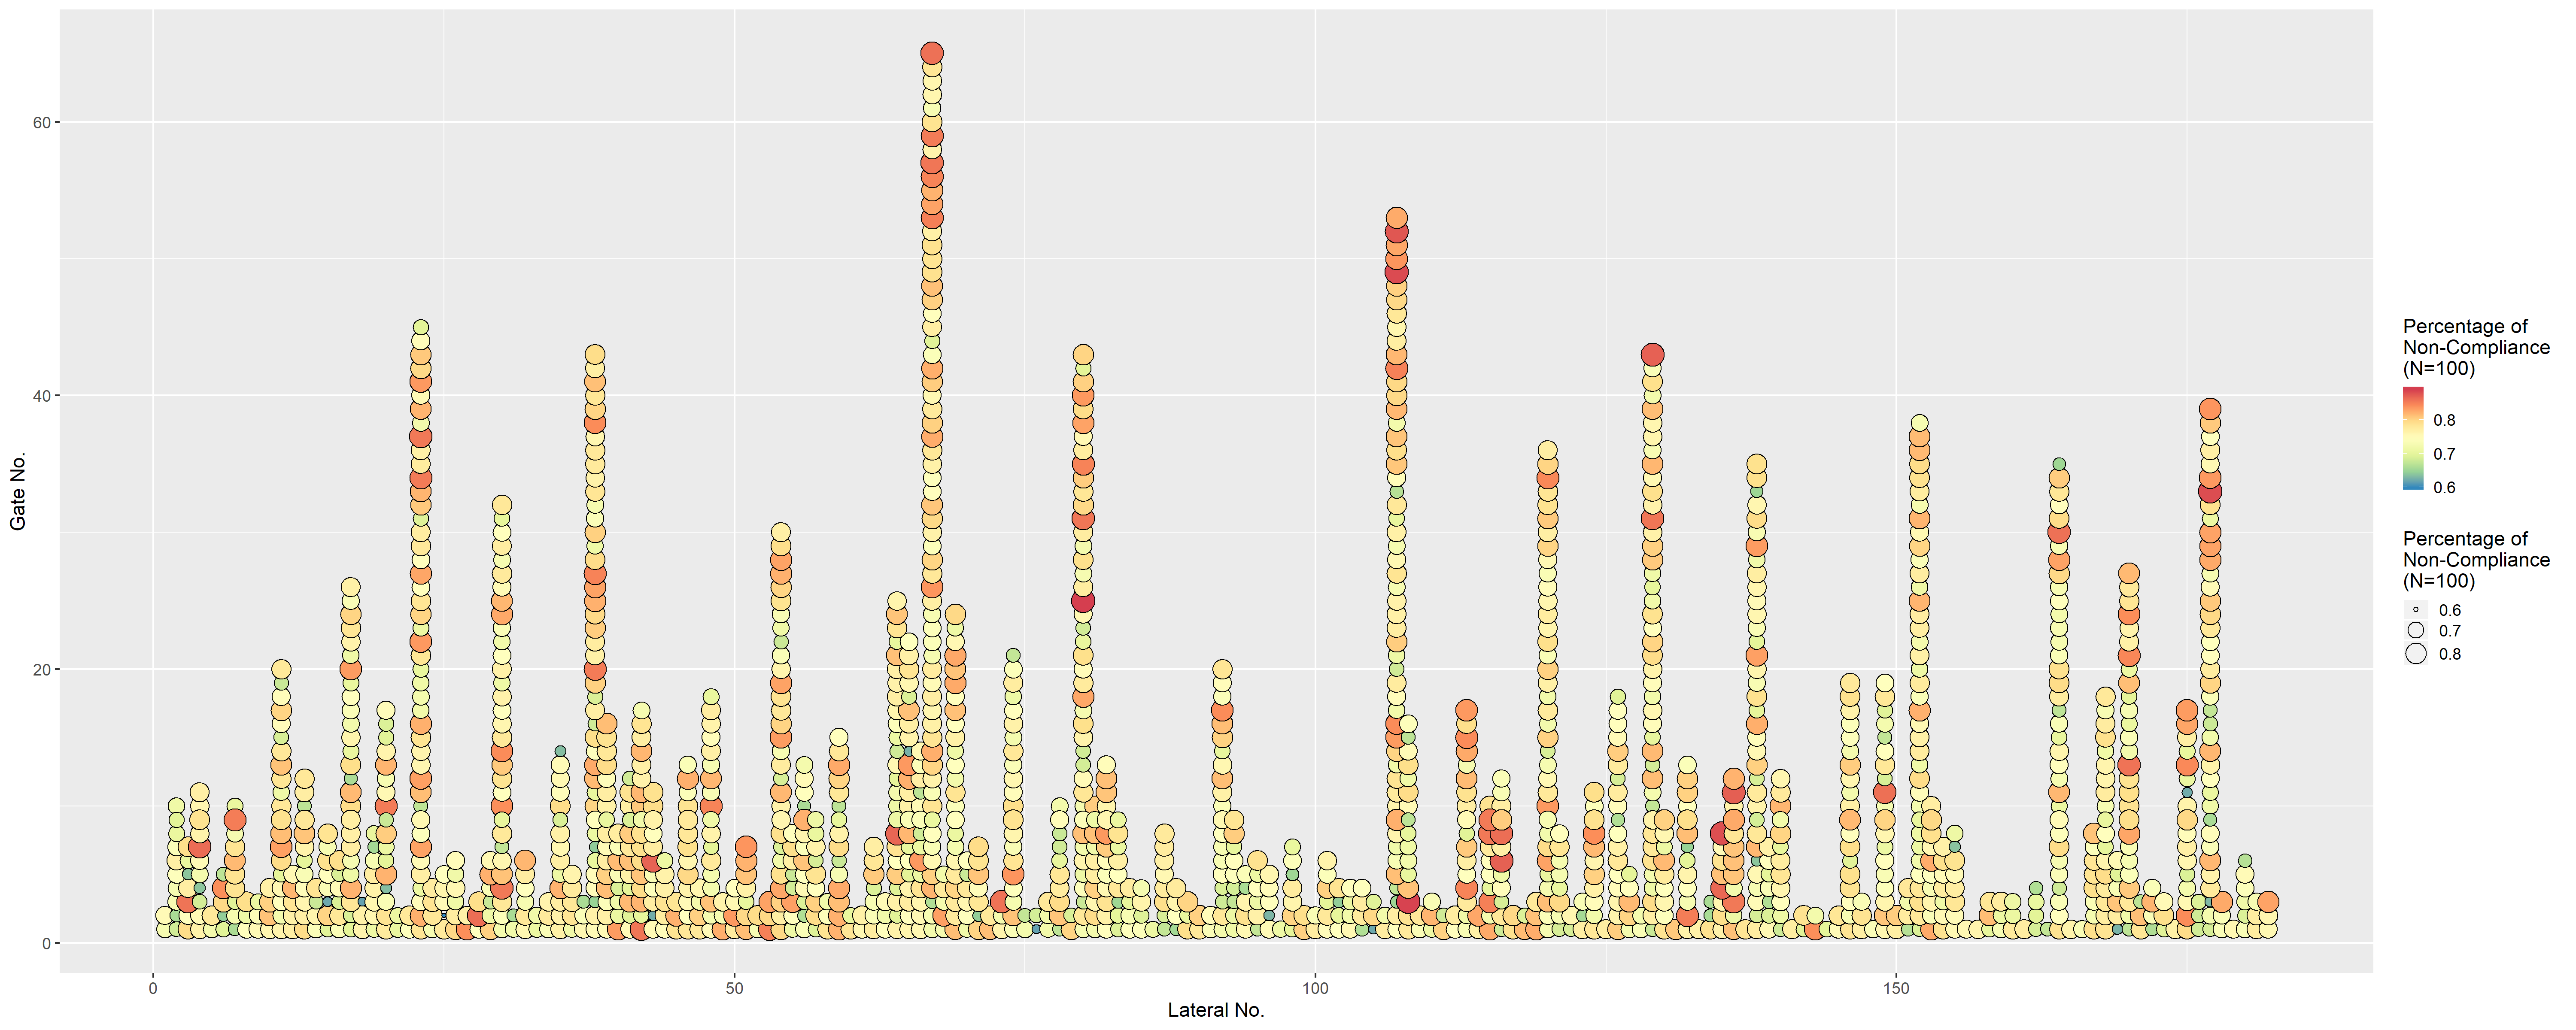 60
40
20
0
Gate No.
0
50
100
150
Lateral No.
Percentage of
Non-Compliance
(N=100)
0.8
0.7
0.6
Percentage of
Non-Compliance
(N=100)
0.6
0.7
0.8